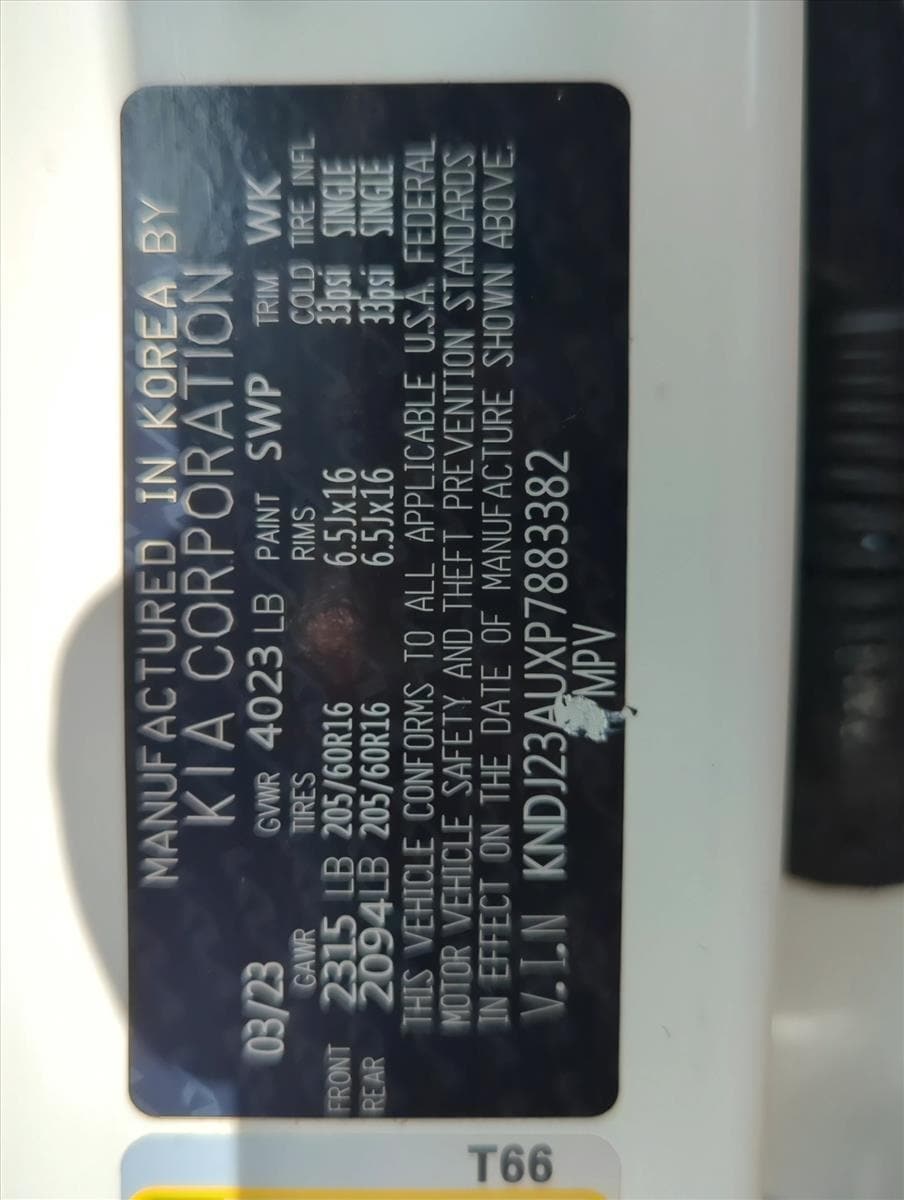 MANUFACTURED IN KOREA BY
KIA CORPORATION
03/23 GVWR 4023 LB PAINT SWP TRIM WK
GAWR TIRES RIMS COLD TIRE INFL
FRONT 2315 LB 205/60R16 6.5Jx16 33psi SINGLE
REAR 2094 LB 205/60R16 6.5Jx16 33psi SINGLE
THIS VEHICLE CONFORMS TO ALL APPLICABLE U.S.A. FEDERAL
MOTOR VEHICLE SAFETY AND THEFT PREVENTION STANDARDS
IN EFFECT ON THE DATE OF MANUFACTURE SHOWN ABOVE.
V.I.N KNDJ23AUXP7883382
MPV
T66